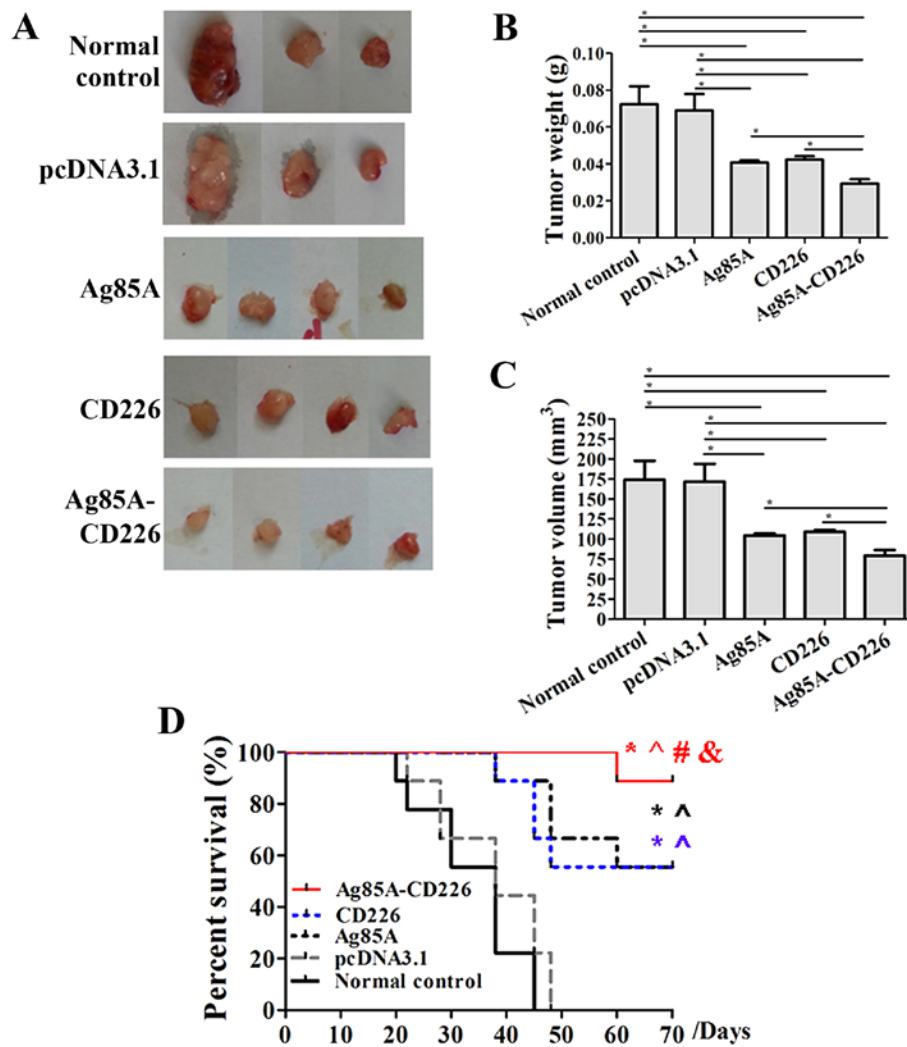 A
Normal
control
pcDNA3.1
Ag85A
CD226
Ag85A-
CD226
B
Tumor weight (g)
0.10
0.08
0.06
0.04
0.02
0.00
* * * * * * * *
Normal control
pcDNA3.1
Ag85A
CD226
Ag85A-CD226
C
Tumor volume (mm³)
250
225
200
175
150
125
100
75
50
25
0
* * * * * * * *
Normal control
pcDNA3.1
Ag85A
CD226
Ag85A-CD226
D
Percent survival (%)
100
80
60
40
20
0
* ^ # &
* ^
* ^
Ag85A-CD226
CD226
Ag85A
pcDNA3.1
Normal control
0 10 20 30 40 50 60 70 /Days